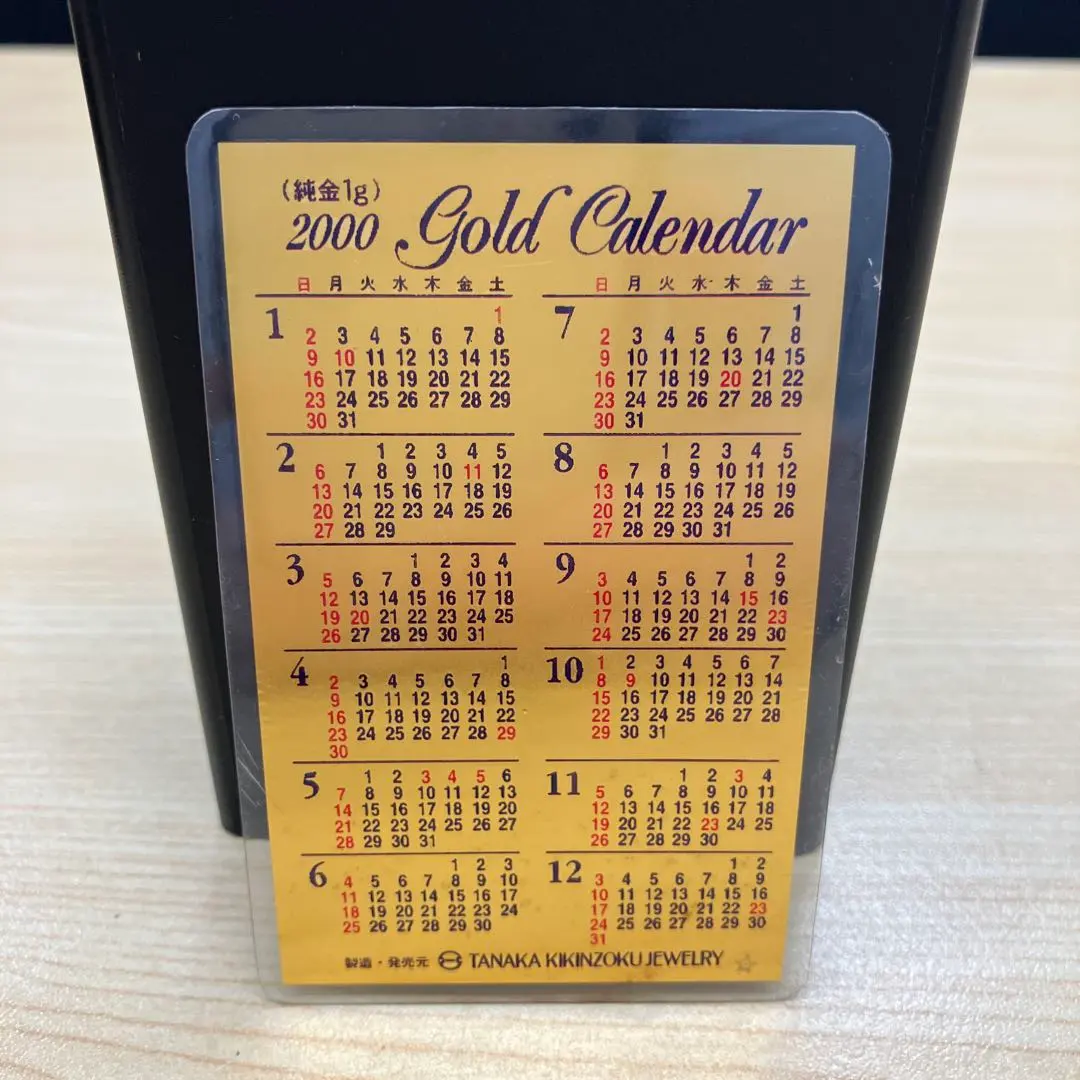 (純金1g)
2000 Gold Calendar
日 月 火 水 木 金 土
1
1
2 3 4 5 6 7 8
9 10 11 12 13 14 15
16 17 18 19 20 21 22
23 24 25 26 27 28 29
30 31
2
1 2 3 4 5
6 7 8 9 10 11 12
13 14 15 16 17 18 19
20 21 22 23 24 25 26
27 28 29
3
1 2 3 4
5 6 7 8 9 10 11
12 13 14 15 16 17 18
19 20 21 22 23 24 25
26 27 28 29 30 31
4
1
2 3 4 5 6 7 8
9 10 11 12 13 14 15
16 17 18 19 20 21 22
23 24 25 26 27 28 29
30
5
1 2 3 4 5 6
7 8 9 10 11 12 13
14 15 16 17 18 19 20
21 22 23 24 25 26 27
28 29 30 31
6
1 2 3
4 5 6 7 8 9 10
11 12 13 14 15 16 17
18 19 20 21 22 23 24
25 26 27 28 29 30
日 月 火 水 木 金 土
7
1
2 3 4 5 6 7 8
9 10 11 12 13 14 15
16 17 18 19 20 21 22
23 24 25 26 27 28 29
30 31
8
1 2 3 4 5
6 7 8 9 10 11 12
13 14 15 16 17 18 19
20 21 22 23 24 25 26
27 28 29 30 31
9
1 2
3 4 5 6 7 8 9
10 11 12 13 14 15 16
17 18 19 20 21 22 23
24 25 26 27 28 29 30
10
1 2 3 4 5 6 7
8 9 10 11 12 13 14
15 16 17 18 19 20 21
22 23 24 25 26 27 28
29 30 31
11
1 2 3 4
5 6 7 8 9 10 11
12 13 14 15 16 17 18
19 20 21 22 23 24 25
26 27 28 29 30
12
1 2
3 4 5 6 7 8 9
10 11 12 13 14 15 16
17 18 19 20 21 22 23
24 25 26 27 28 29 30
31
製造・発売元 TANAKA KIKINZOKU JEWELRY